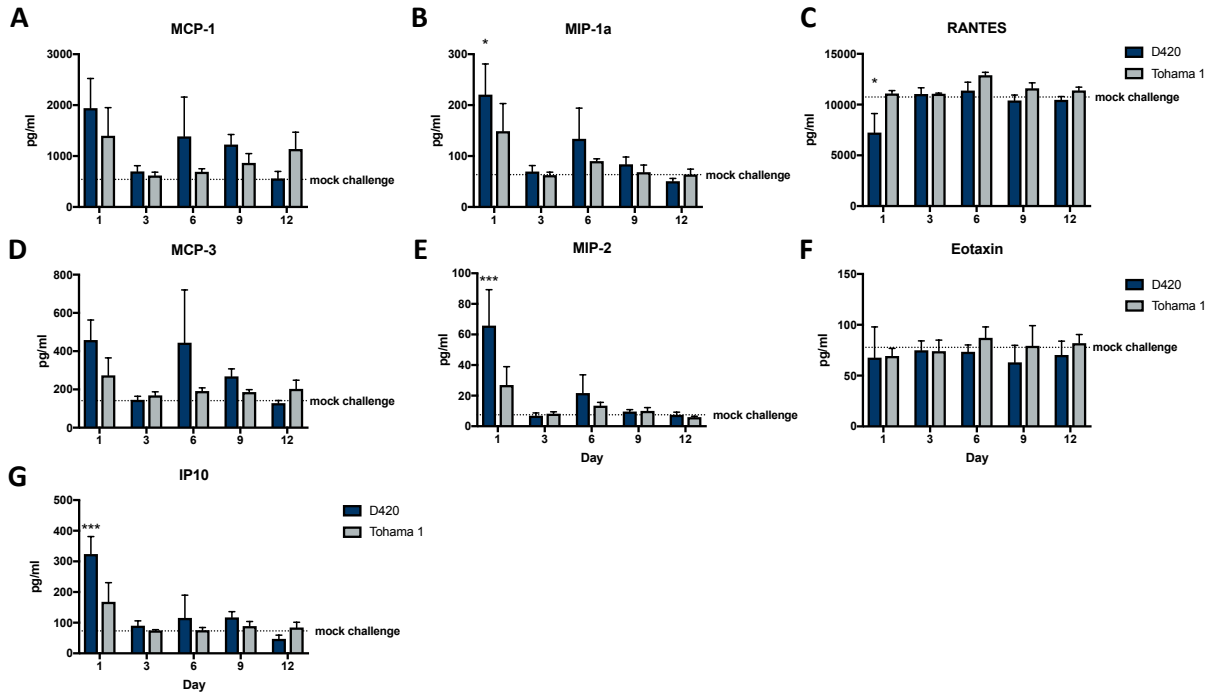 A
MCP-1
3000
2000
1000
0
pg/ml
mock challenge
1 3 6 9 12
B
MIP-1a
*
300
200
100
0
pg/ml
mock challenge
1 3 6 9 12
C
RANTES
*
15000
10000
5000
0
pg/ml
D420
Tohama 1
mock challenge
1 3 6 9 12
D
MCP-3
800
600
400
200
0
pg/ml
mock challenge
1 3 6 9 12
E
MIP-2
***
100
80
60
40
20
0
pg/ml
mock challenge
1 3 6 9 12
Day
F
Eotaxin
150
100
50
0
pg/ml
D420
Tohama 1
mock challenge
1 3 6 9 12
Day
G
IP10
***
500
400
300
200
100
0
pg/ml
D420
Tohama 1
mock challenge
1 3 6 9 12
Day